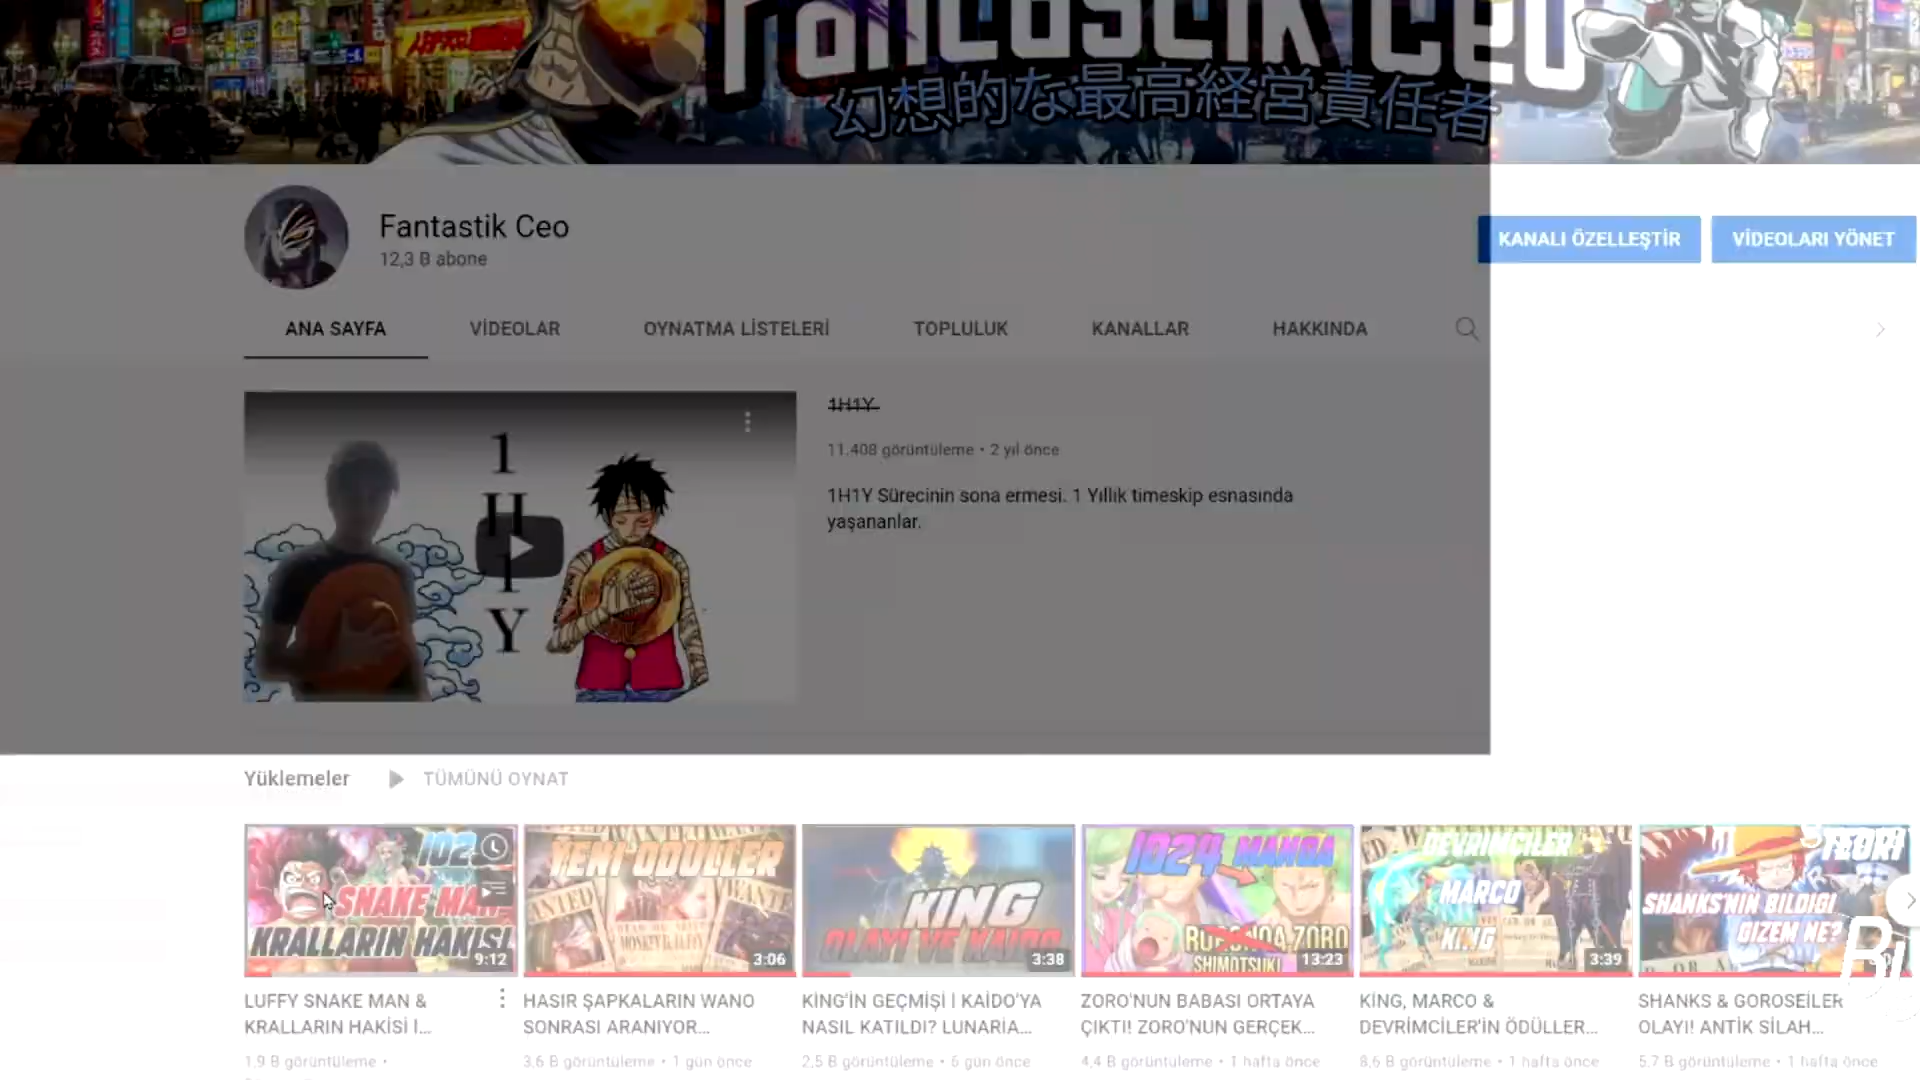 Fantastik Ceo
幻想的な最高経営責任者
Fantastik Ceo
12,3 B abone
KANALI ÖZELLEŞTİR
VİDEOLARI YÖNET
ANA SAYFA
VİDEOLAR
OYNATMA LİSTELERİ
TOPLULUK
KANALLAR
HAKKINDA
1
H
1
Y
1H1Y
11.408 görüntüleme • 2 yıl önce
1H1Y Sürecinin sona ermesi. 1 Yıllık timeskip esnasında
yaşananlar.
Yüklemeler
TÜMÜNÜ OYNAT
SNAKE MAN
KRALLARIN HAKİSİ
9:12
YENİ ÖDÜLLER
3:06
KING
OLAYI VE KAIDO
3:38
1024 MANGA
RORONOA ZORO
SHIMOTSUKI
13:23
DEVRİMCİLER
MARCO
KING
3:39
TEORİ
SHANKS'NIN BİLDİĞİ
GİZEM NE?
LUFFY SNAKE MAN &
KRALLARIN HAKİSİ I...
HASIR ŞAPKALARIN WANO
SONRASI ARANIYOR...
KİNG'İN GEÇMİŞİ I KAİDO'YA
NASIL KATILDI? LUNARIA...
ZORO'NUN BABASI ORTAYA
ÇIKTI! ZORO'NUN GERÇEK...
KİNG, MARCO &
DEVRİMCİLER'İN ÖDÜLLER...
SHANKS & GOROSEİLER
OLAYI! ANTİK SİLAH...
1,9 B görüntüleme •
3,6 B görüntüleme • 1 gün önce
2,5 B görüntüleme • 6 gün önce
4,4 B görüntüleme • 1 hafta önce
8,6 B görüntüleme • 1 hafta önce
5,7 B görüntüleme • 1 hafta önce